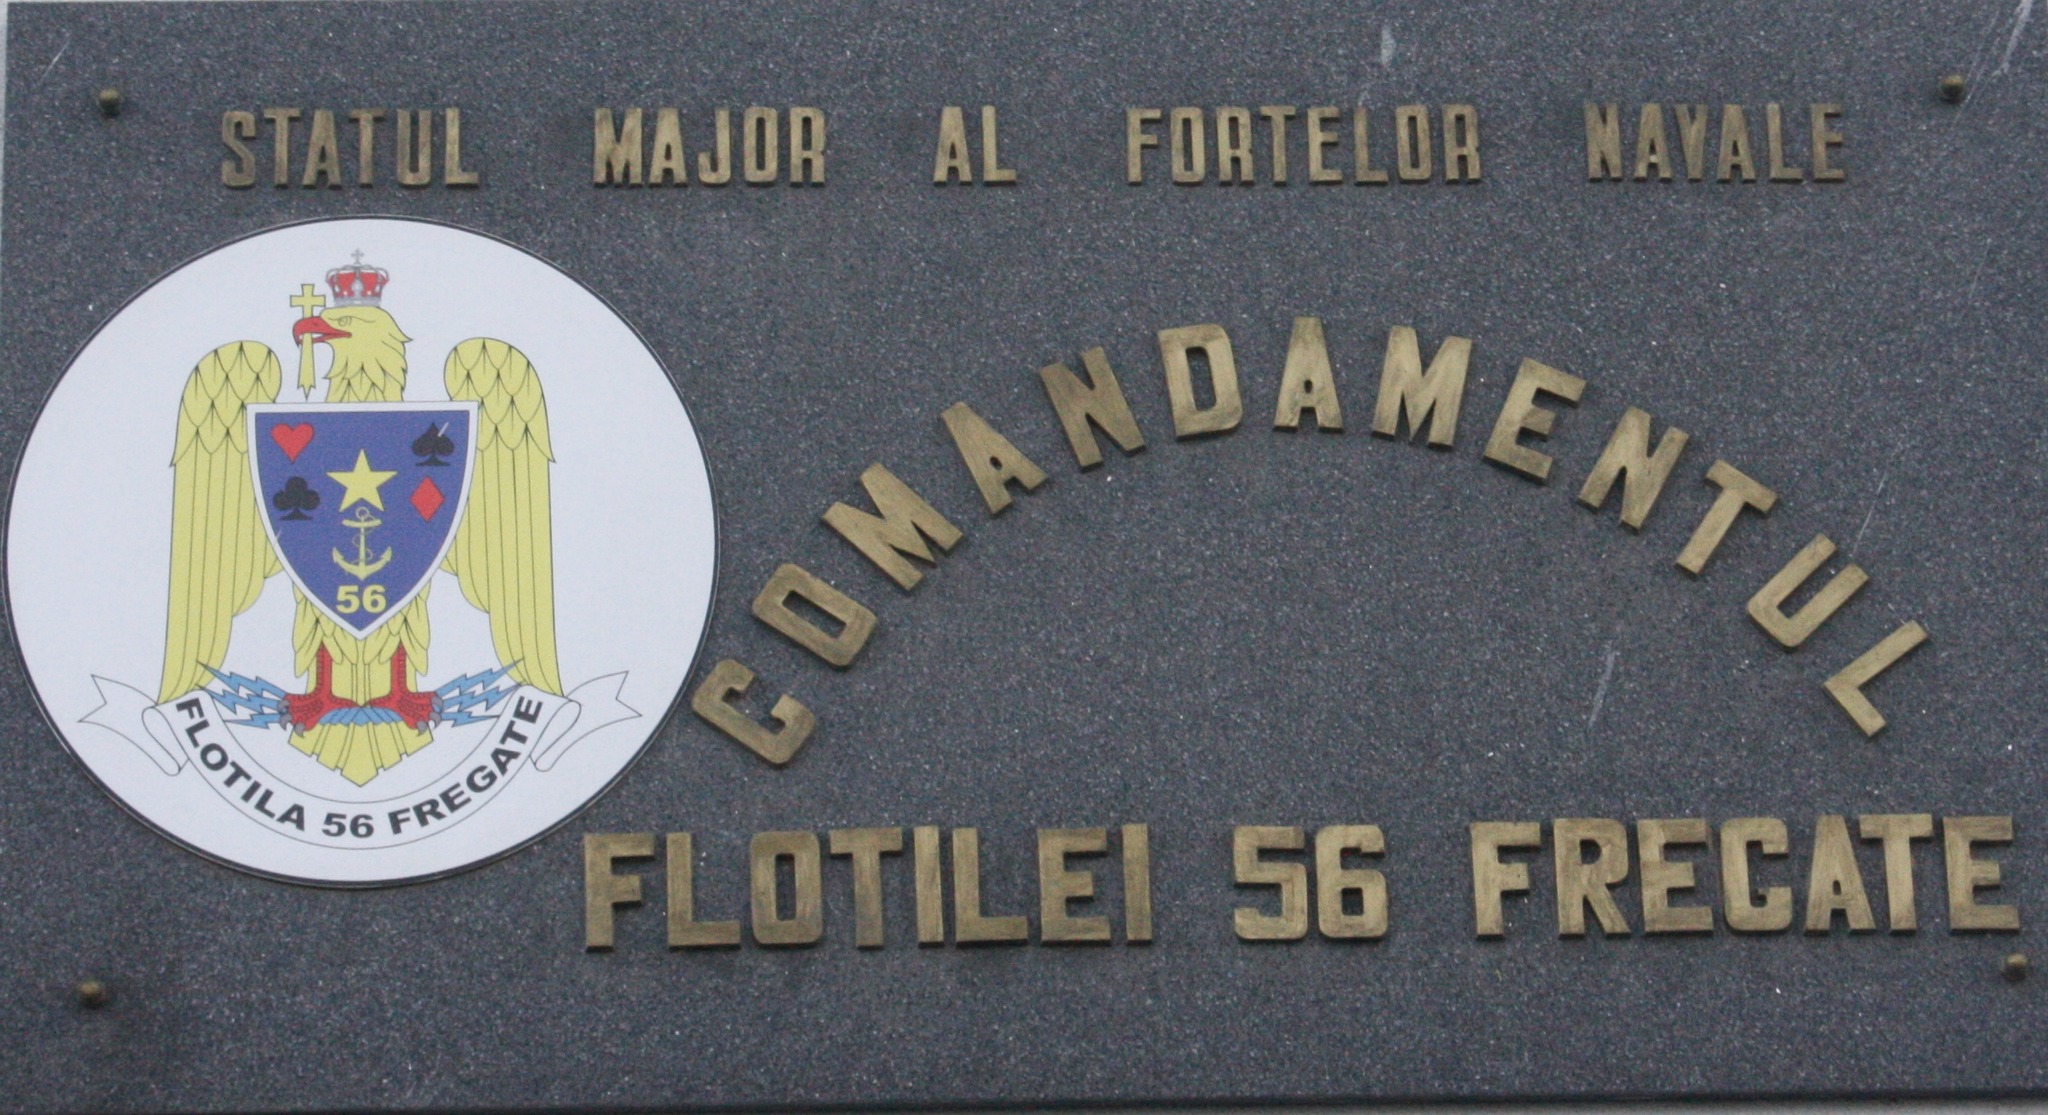 STATUL MAJOR AL FORTELOR NAVALE
COMANDAMENTUL
FLOTILEI 56 FREGATE
56
FLOTILA 56 FREGATE